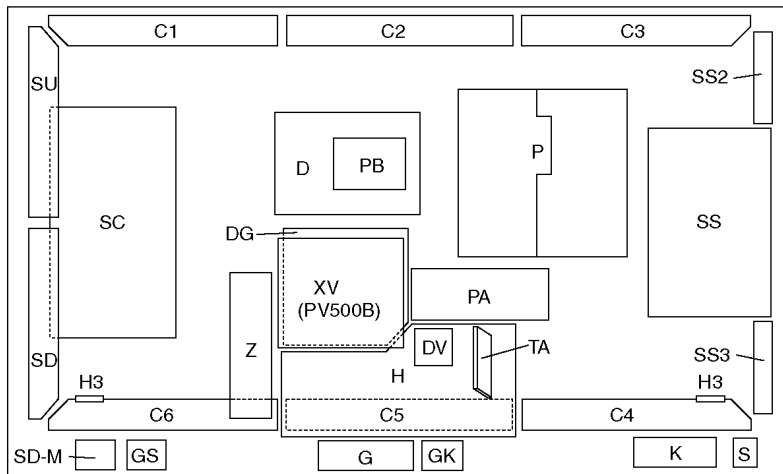 C1 C2 C3
SU
SS2
D PB P
SC SS
DG
XV
(PV500B)
PA
Z DV TA
SD H SS3
H3 H3
C6 C5 C4
SD-M GS G GK K S